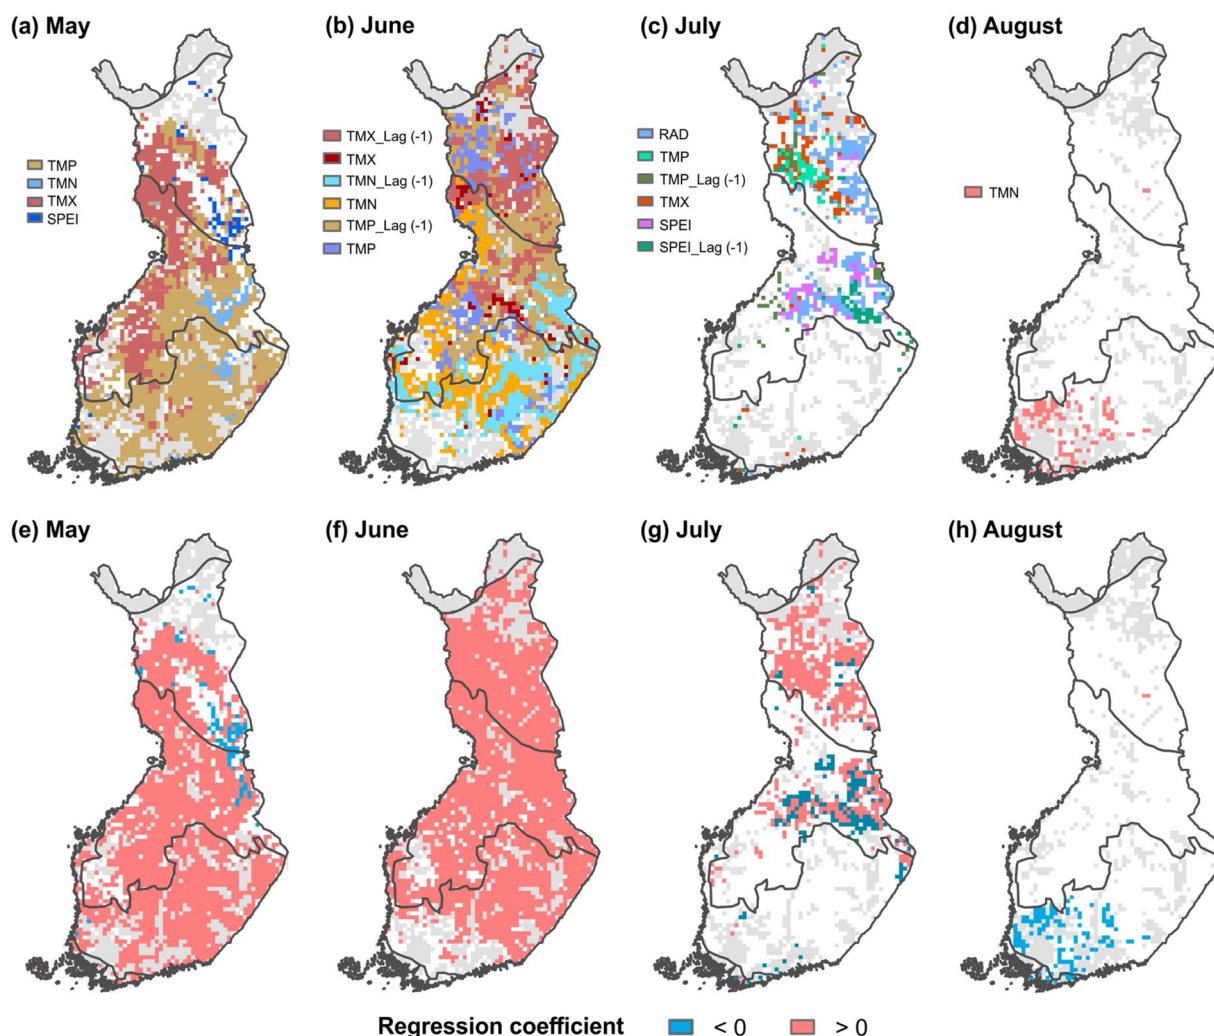 (a) May
(b) June
(c) July
(d) August
TMP
TMN
TMX
SPEI
TMX_Lag (-1)
TMX
TMN_Lag (-1)
TMN
TMP_Lag (-1)
TMP
RAD
TMP
TMP_Lag (-1)
TMX
SPEI
SPEI_Lag (-1)
TMN
(e) May
(f) June
(g) July
(h) August
Regression coefficient < 0 > 0